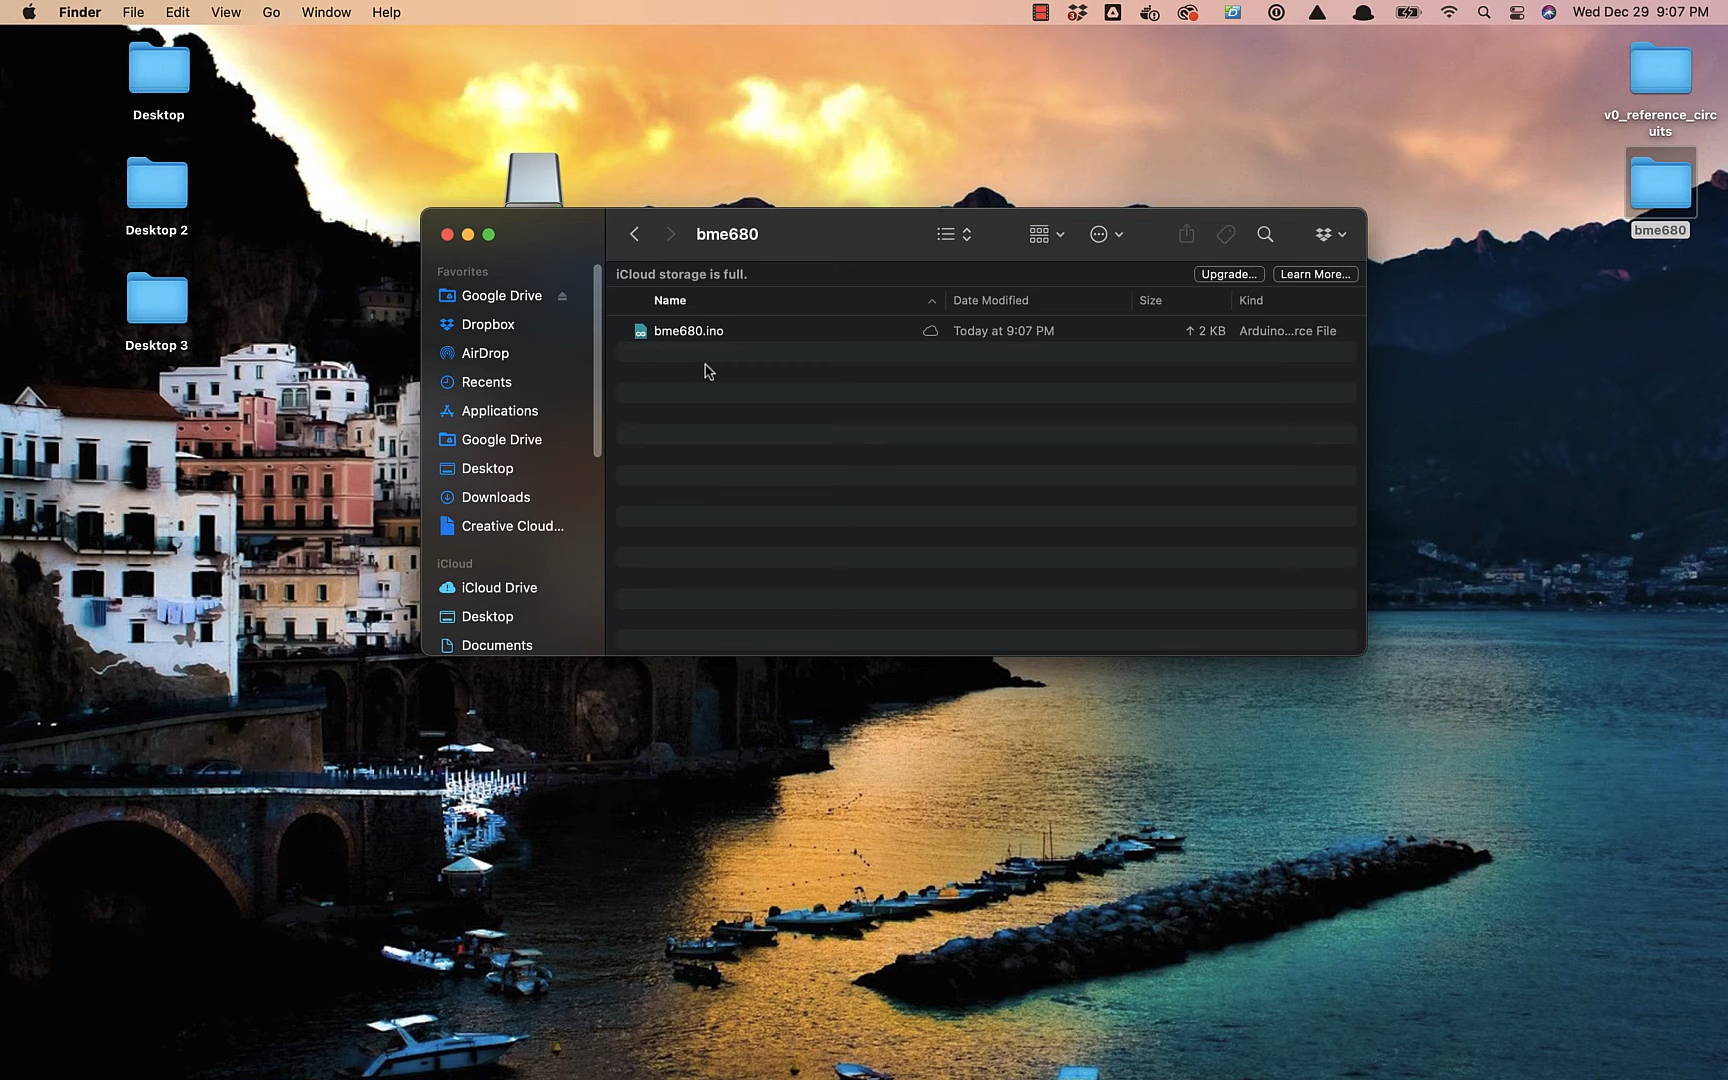 Finder File Edit View Go Window Help
3
Wed Dec 29 9:07 PM
Desktop
Desktop 2
Desktop 3
v0_reference_circ
uits
bme680
bme680
iCloud storage is full.
Upgrade...
Learn More...
Favorites
Google Drive
Dropbox
AirDrop
Recents
Applications
Google Drive
Desktop
Downloads
Creative Cloud...
iCloud
iCloud Drive
Desktop
Documents
Name Date Modified Size Kind
bme680.ino Today at 9:07 PM ↑ 2 KB Arduino...rce File